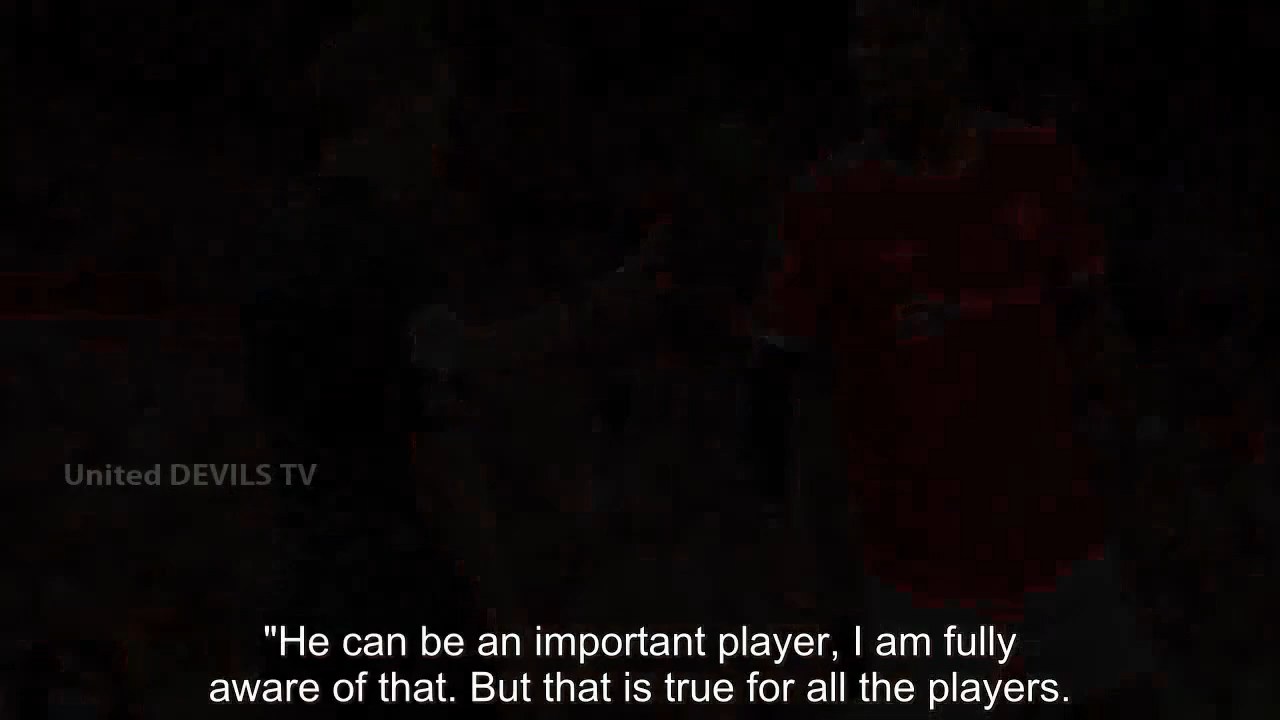 United DEVILS TV
"He can be an important player, I am fully
aware of that. But that is true for all the players.